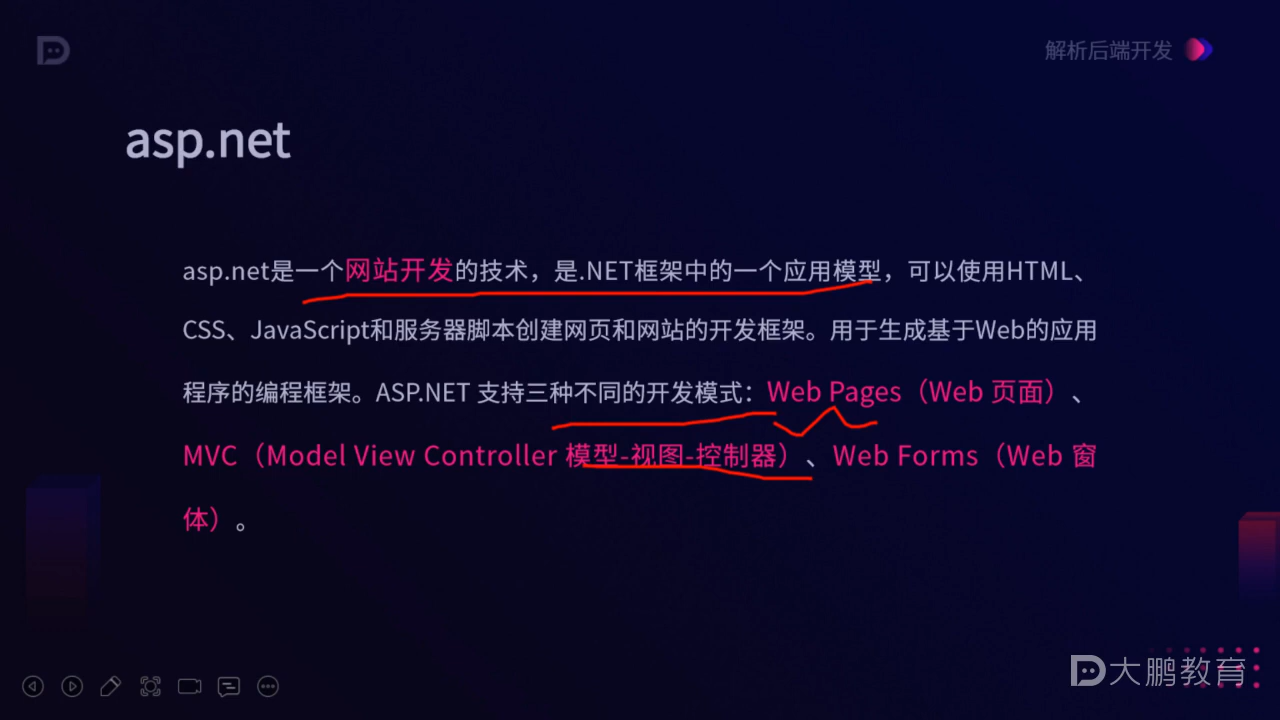 解析后端开发
asp.net
asp.net是一个网站开发的技术，是.NET框架中的一个应用模型，可以使用HTML、
CSS、JavaScript和服务器脚本创建网页和网站的开发框架。用于生成基于Web的应用
程序的编程框架。ASP.NET 支持三种不同的开发模式：Web Pages（Web 页面）、
MVC（Model View Controller 模型-视图-控制器）、Web Forms（Web 窗
体）。
大鹏教育